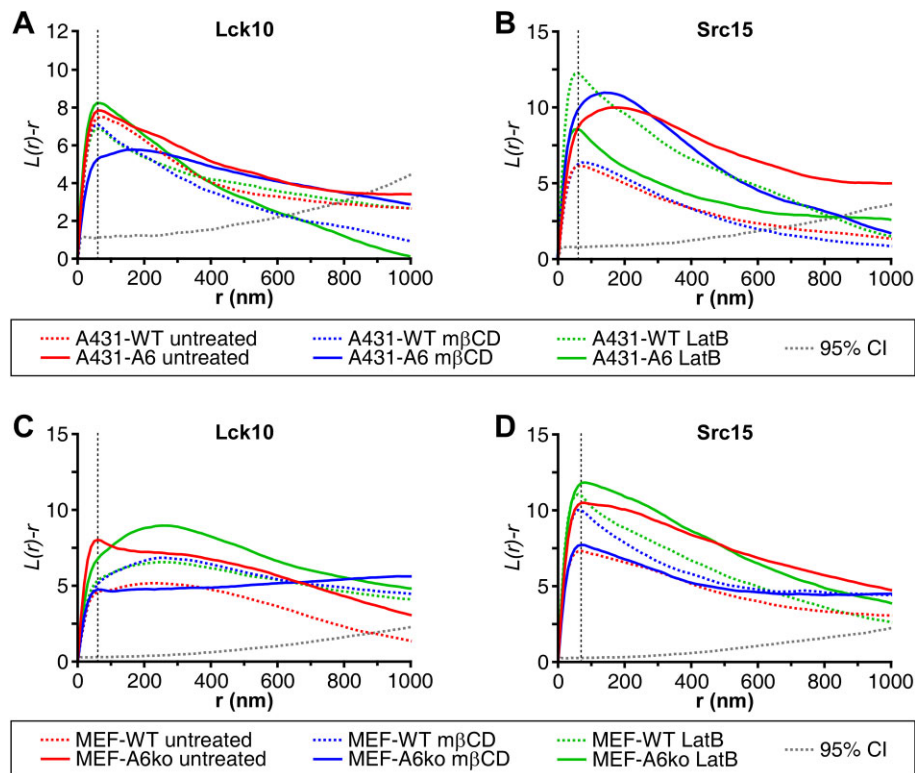 A
Lck10
12
10
8
6
4
2
0
L(r)-r
0 200 400 600 800 1000
r (nm)
B
Src15
15
10
5
0
L(r)-r
0 200 400 600 800 1000
r (nm)
A431-WT untreated A431-WT mβCD A431-WT LatB
A431-A6 untreated A431-A6 mβCD A431-A6 LatB
95% CI
C
Lck10
15
10
5
0
L(r)-r
0 200 400 600 800 1000
r (nm)
D
Src15
15
10
5
0
L(r)-r
0 200 400 600 800 1000
r (nm)
MEF-WT untreated MEF-WT mβCD MEF-WT LatB
MEF-A6ko untreated MEF-A6ko mβCD MEF-A6ko LatB
95% CI